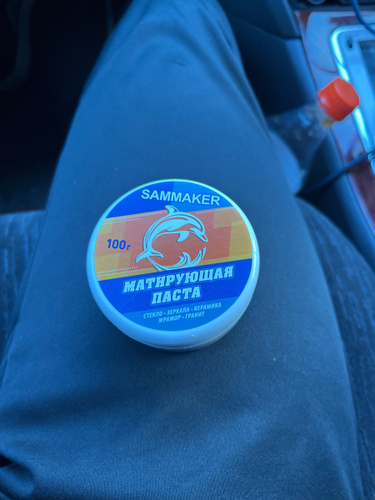 SAMMAKER
100г
МАТИРУЮЩАЯ
ПАСТА
СТЕКЛО • ЗЕРКАЛА • КЕРАМИКА
МРАМОР • ГРАНИТ